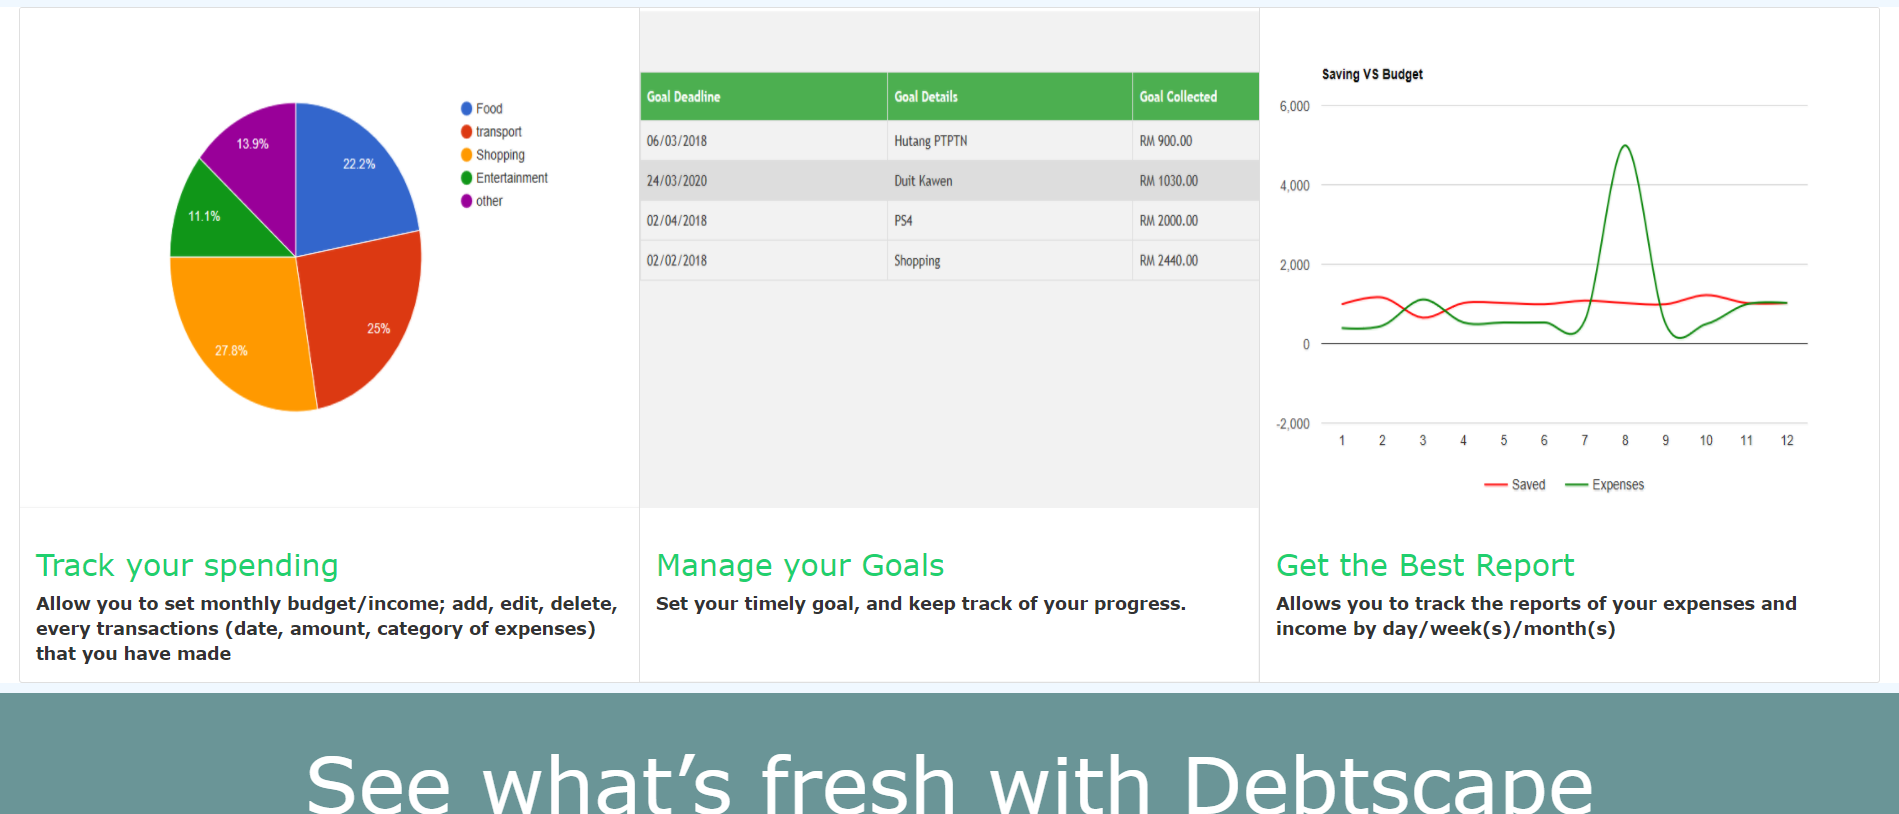 13.9%
22.2%
11.1%
27.8%
25%
Food
transport
Shopping
Entertainment
other
Goal Deadline Goal Details Goal Collected
06/03/2018 Hutang PTPTN RM 900.00
24/03/2020 Duit Kawen RM 1030.00
02/04/2018 PS4 RM 2000.00
02/02/2018 Shopping RM 2440.00
Saving VS Budget
6,000
4,000
2,000
0
-2,000
1 2 3 4 5 6 7 8 9 10 11 12
Saved Expenses
Track your spending
Allow you to set monthly budget/income; add, edit, delete,
every transactions (date, amount, category of expenses)
that you have made
Manage your Goals
Set your timely goal, and keep track of your progress.
Get the Best Report
Allows you to track the reports of your expenses and
income by day/week(s)/month(s)
See what’s fresh with Debtscape